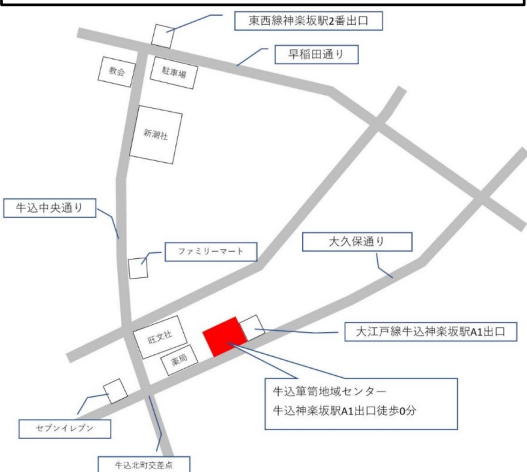 東西線神楽坂駅2番出口
早稲田通り
教会
駐車場
新潮社
牛込中央通り
ファミリーマート
大久保通り
旺文社
薬局
大江戸線牛込神楽坂駅A1出口
牛込簞笥地域センター
牛込神楽坂駅A1出口徒歩0分
セブンイレブン
牛込北町交差点